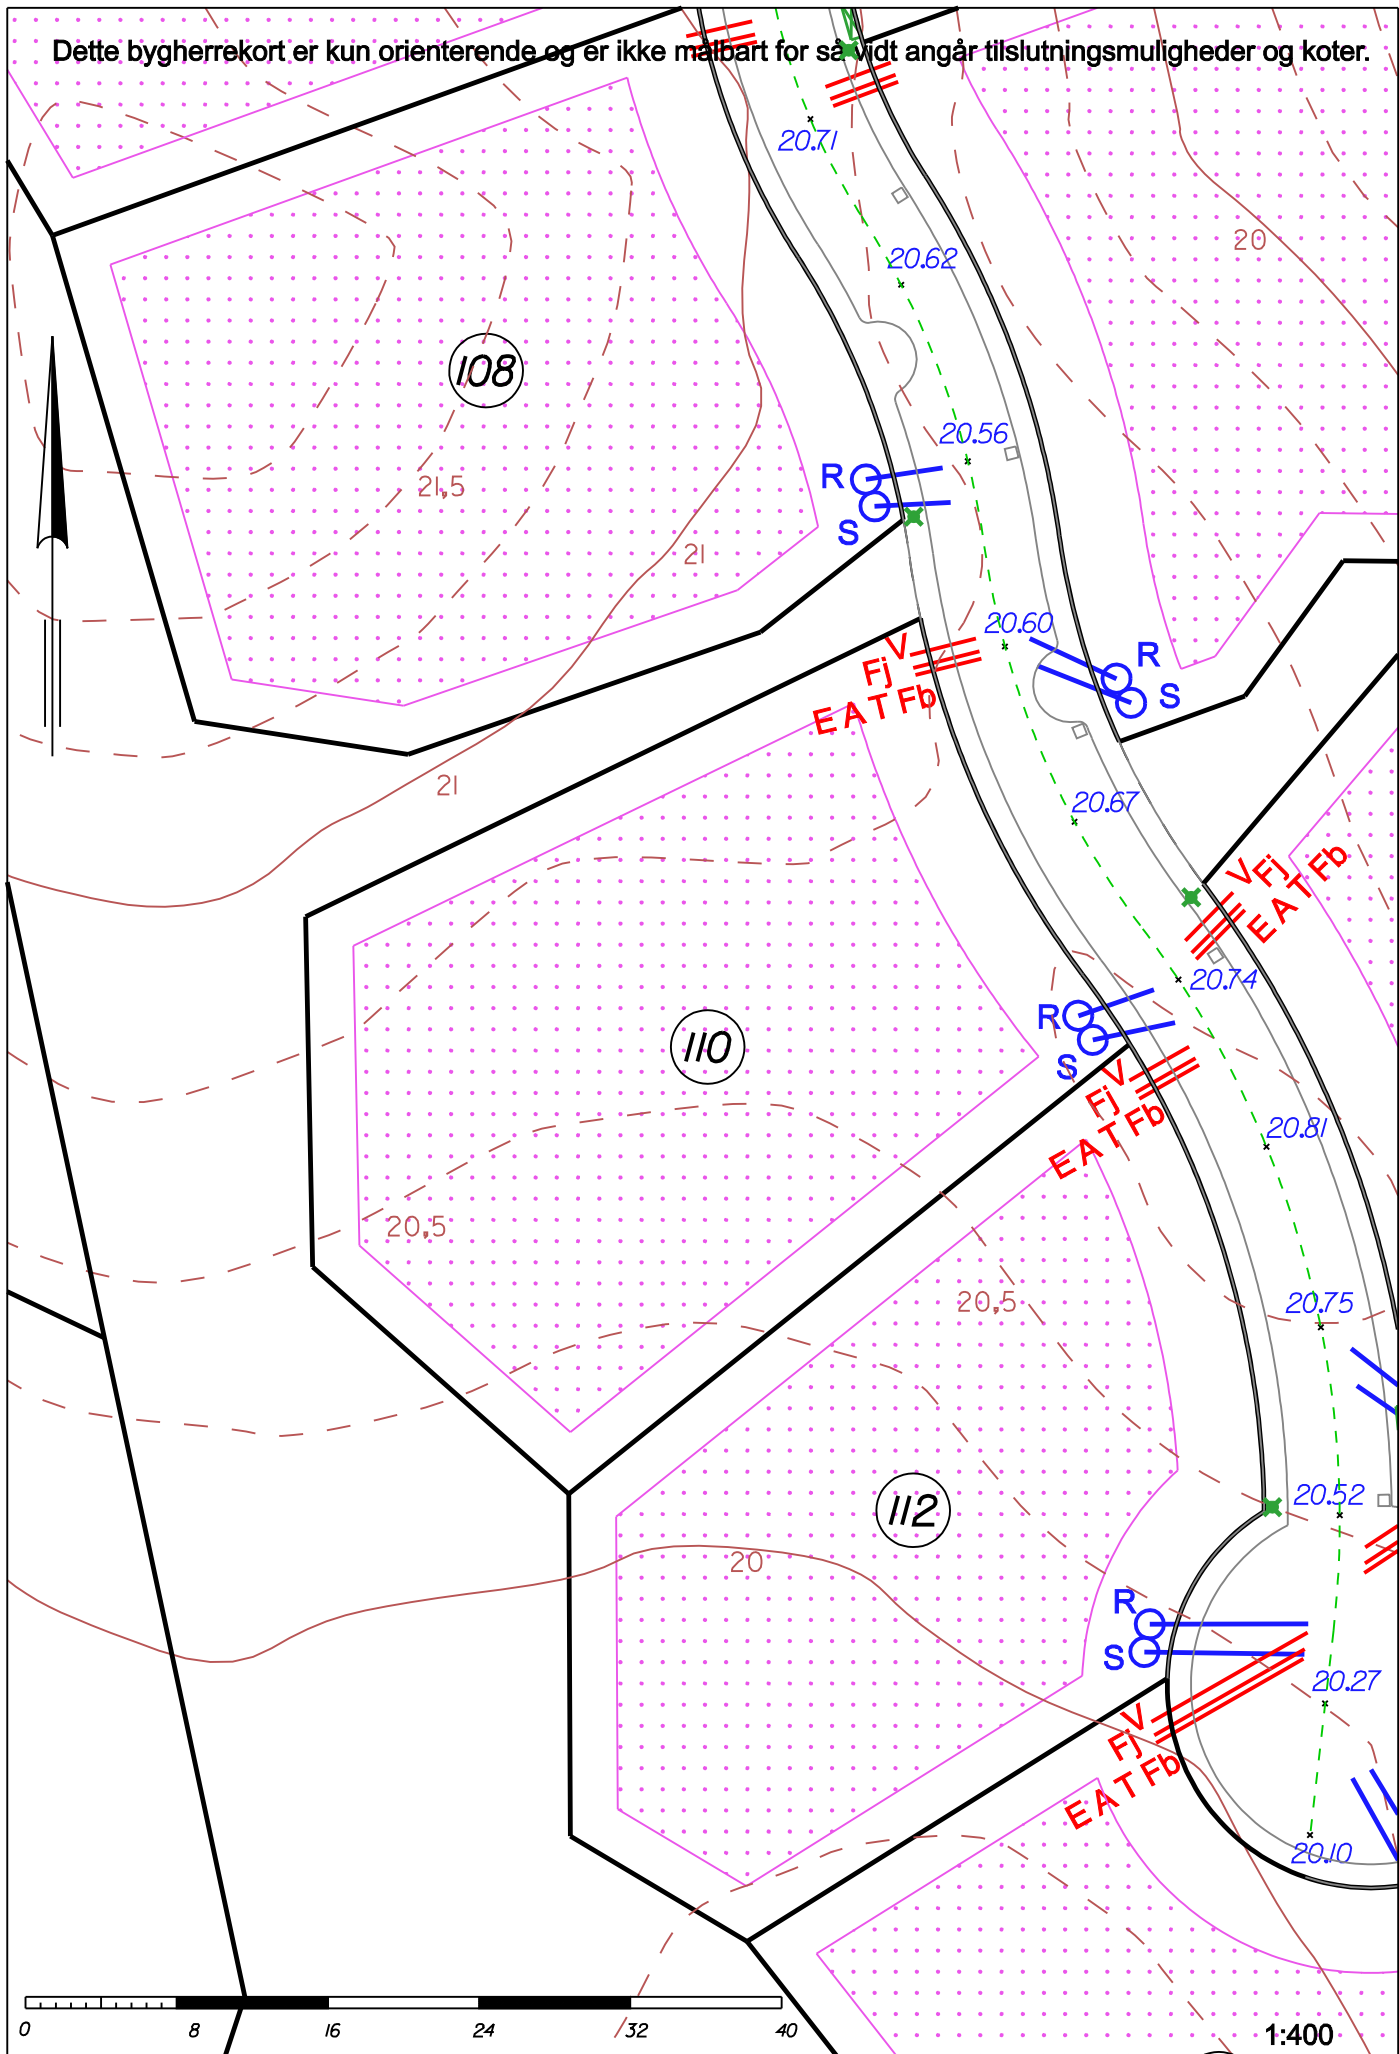 Dette bygherrekort er kun orienterende og er ikke målbart for så vidt angår tilslutningsmuligheder og koter.
20.71
20
20.62
108
20.56
R
21,5
S
21
20.60
V
R
Fj
S
E A T Fb
21
20.67
V Fj
E A T Fb
20.74
R
110
S
V
Fj
E A T Fb
20.81
20,5
20,5
20.75
20.52
112
20
R
S
20.27
V
Fj
E A T Fb
20.10
0 8 16 24 32 40
1:400